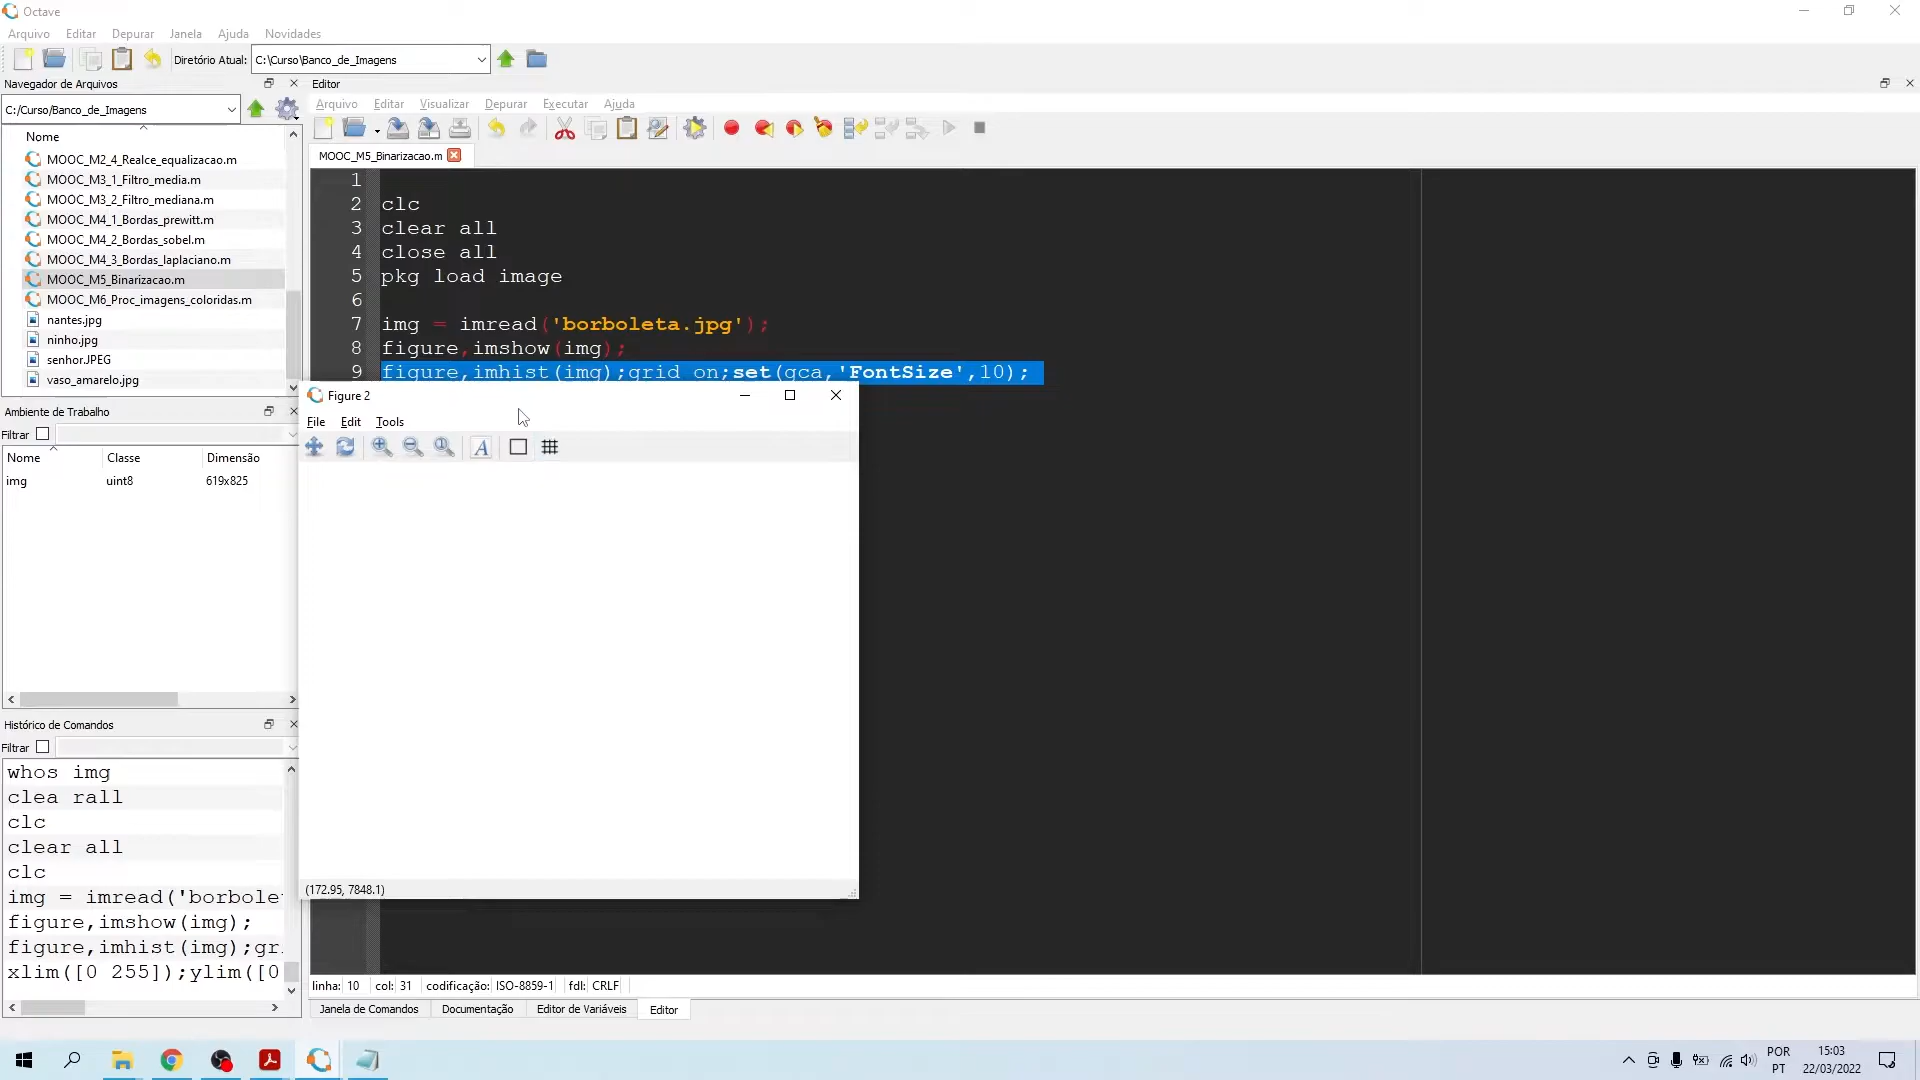 Octave
Arquivo Editar Depurar Janela Ajuda Novidades
Diretório Atual: C:\Curso\Banco_de_Imagens
Navegador de Arquivos
C:/Curso/Banco_de_Imagens
Nome
MOOC_M2_4_Realce_equalizacao.m
MOOC_M3_1_Filtro_media.m
MOOC_M3_2_Filtro_mediana.m
MOOC_M4_1_Bordas_prewitt.m
MOOC_M4_2_Bordas_sobel.m
MOOC_M4_3_Bordas_laplaciano.m
MOOC_M5_Binarizacao.m
MOOC_M6_Proc_imagens_coloridas.m
nantes.jpg
ninho.jpg
senhor.JPEG
vaso_amarelo.jpg
Ambiente de Trabalho
Filtrar
Nome Classe Dimensão
img uint8 619x825
Histórico de Comandos
Filtrar
whos img
clea rall
clc
clear all
clc
img = imread('borbole
figure,imshow(img);
figure,imhist(img);gr
xlim([0 255]);ylim([0
Editor
Arquivo Editar Visualizar Depurar Executar Ajuda
MOOC_M5_Binarizacao.m
1
2 clc
3 clear all
4 close all
5 pkg load image
6
7 img = imread('borboleta.jpg');
8 figure,imshow(img);
9 figure,imhist(img);grid on;set(gca,'FontSize',10);
Figure 2
File Edit Tools
A
(172.95, 7848.1)
linha: 10 col: 31 codificação: ISO-8859-1 fdl: CRLF
Janela de Comandos Documentação Editor de Variáveis Editor
POR
PT
15:03
22/03/2022